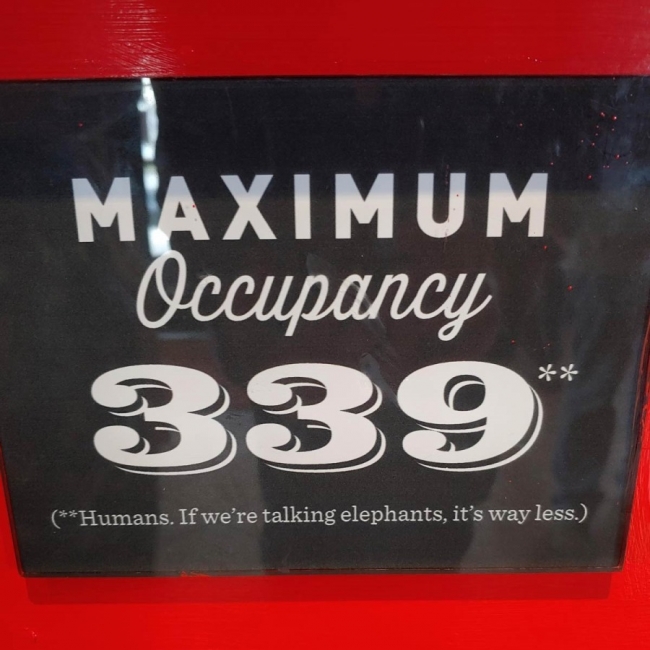 MAXIMUM
Occupancy
339**
(**Humans. If we're talking elephants, it's way less.)